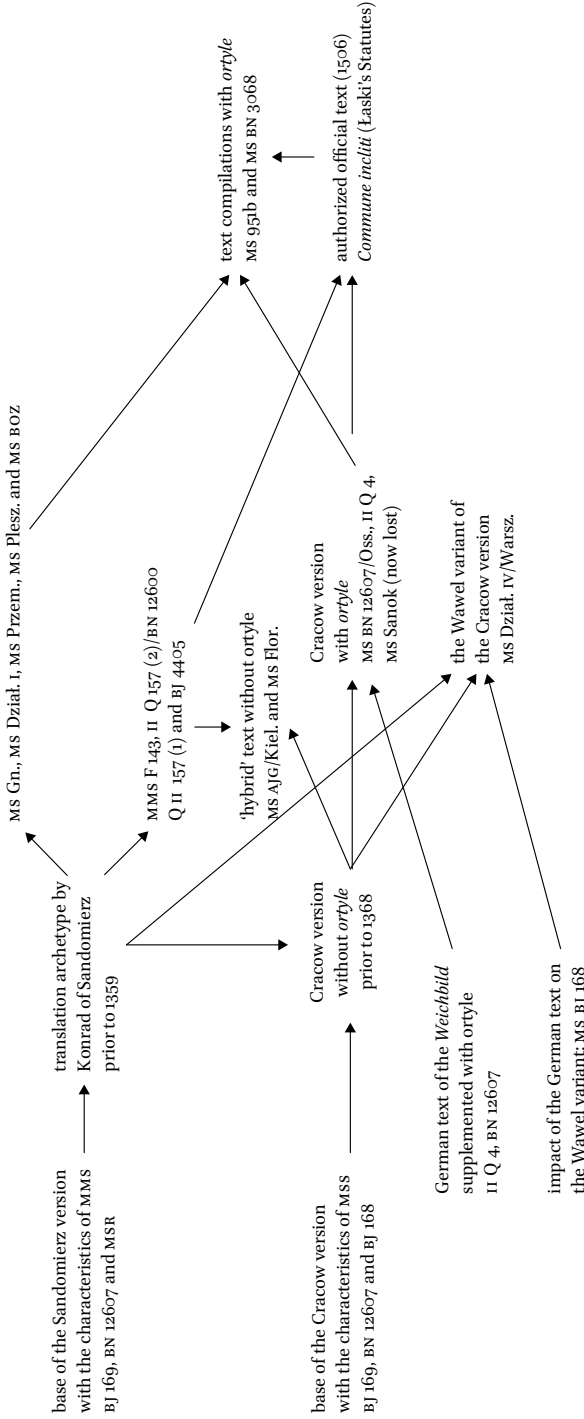 base of the Sandomierz version
with the characteristics of MMS
BJ 169, BN 12607 and MSR
translation archetype by
Konrad of Sandomierz
prior to 1359
MS Gn., MS Dział. I, MS Przem., MS Plesz. and MS BOZ
MMS F 143, II Q 157 (2)/BN 12600
Q II 157 (1) and BJ 4405
'hybrid' text without ortyle
MS AJG/Kiel. and MS Flor.
text compilations with ortyle
MS 951b and MS BN 3068
base of the Cracow version
with the characteristics of MSS
BJ 169, BN 12607 and BJ 168
Cracow version
without ortyle
prior to 1368
Cracow version
with ortyle
MS BN 12607/Oss., II Q 4,
MS Sanok (now lost)
authorized official text (1506)
Commune incliti (Łaski's Statutes)
the Wawel variant of
the Cracow version
MS Dział. IV/Warsz.
German text of the Weichbild
supplemented with ortyle
II Q 4, BN 12607
impact of the German text on
the Wawel variant: MS BJ 168